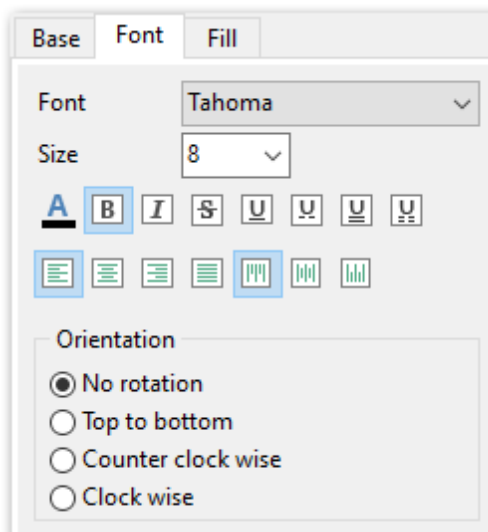 Base Font Fill
Font Tahoma
Size 8
A B I S U U U U
Orientation
No rotation
Top to bottom
Counter clock wise
Clock wise